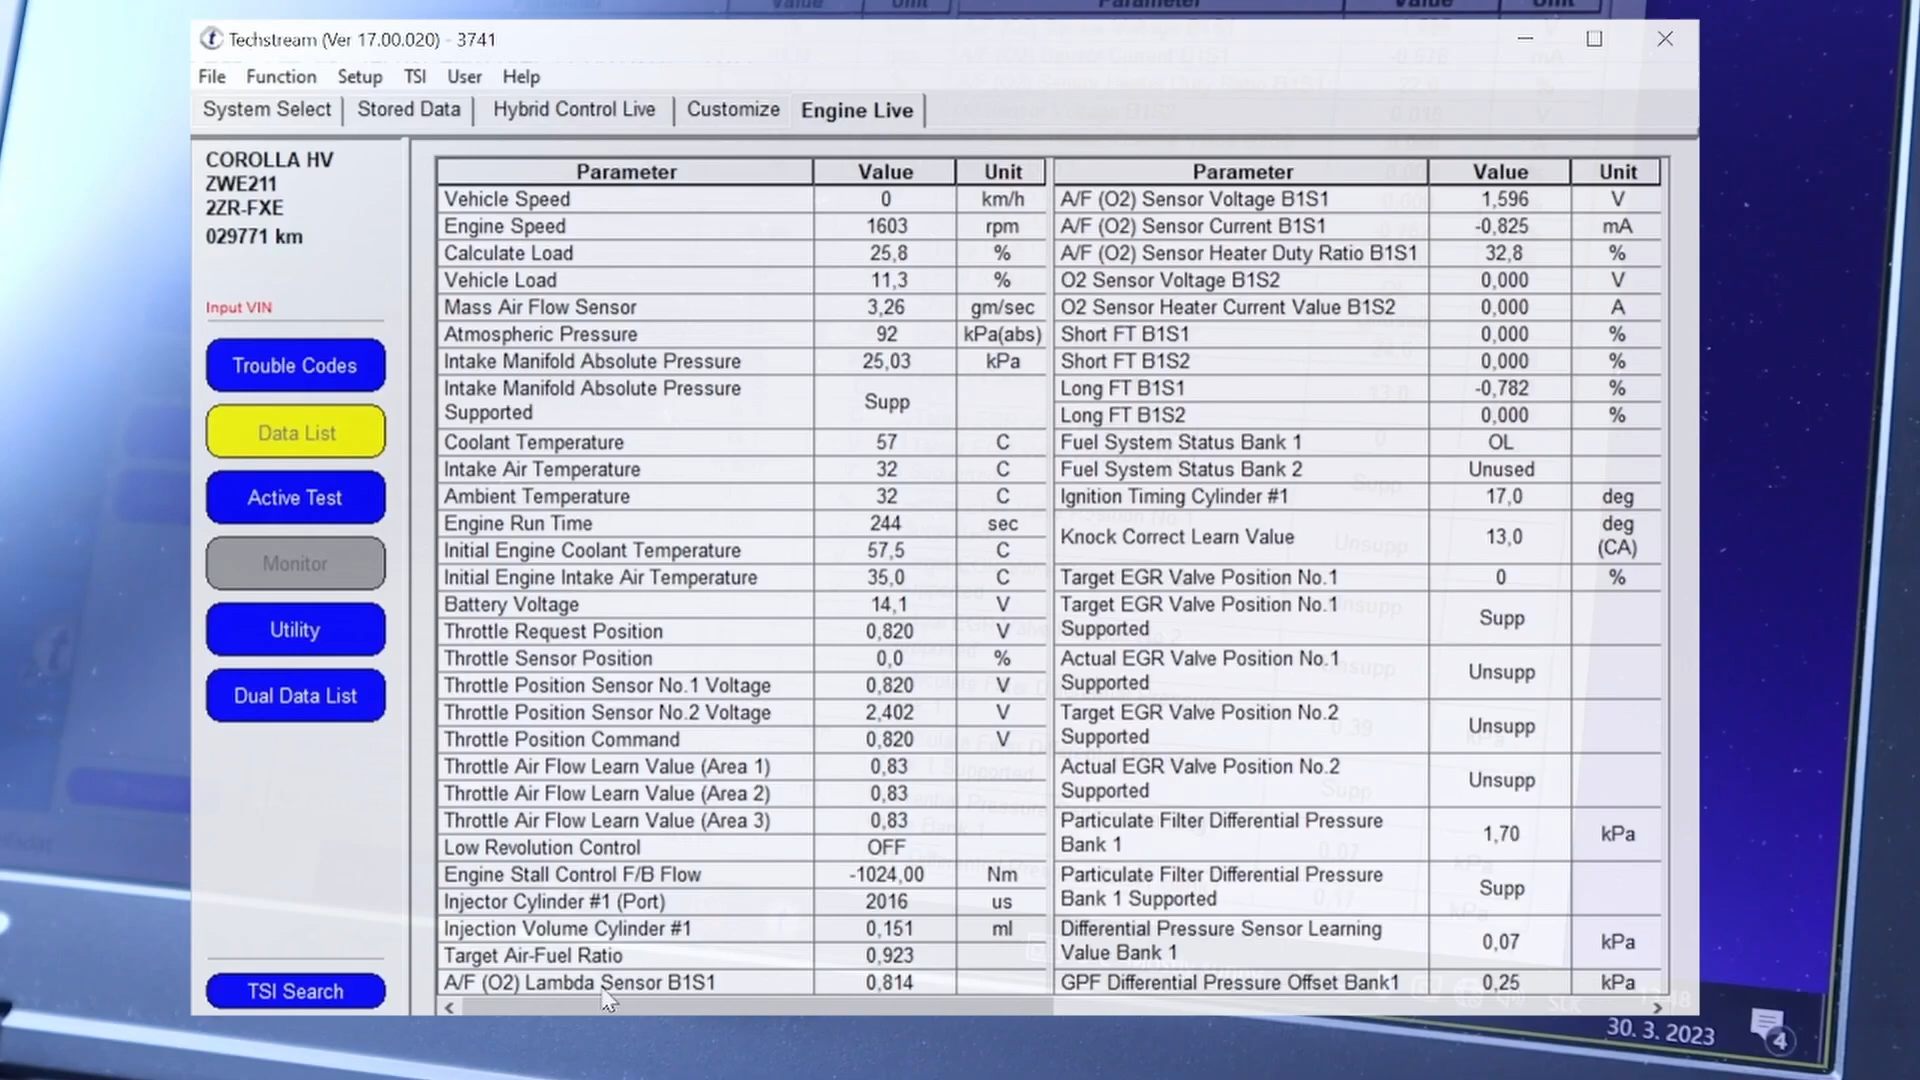 Techstream (Ver 17.00.020) - 3741
File Function Setup TSI User Help
System Select Stored Data Hybrid Control Live Customize Engine Live
COROLLA HV
ZWE211
2ZR-FXE
029771 km
Input VIN
Trouble Codes
Data List
Active Test
Monitor
Utility
Dual Data List
TSI Search
Parameter Value Unit
Vehicle Speed 0 km/h
Engine Speed 1603 rpm
Calculate Load 25,8 %
Vehicle Load 11,3 %
Mass Air Flow Sensor 3,26 gm/sec
Atmospheric Pressure 92 kPa(abs)
Intake Manifold Absolute Pressure 25,03 kPa
Intake Manifold Absolute Pressure
Supported Supp
Coolant Temperature 57 C
Intake Air Temperature 32 C
Ambient Temperature 32 C
Engine Run Time 244 sec
Initial Engine Coolant Temperature 57,5 C
Initial Engine Intake Air Temperature 35,0 C
Battery Voltage 14,1 V
Throttle Request Position 0,820 V
Throttle Sensor Position 0,0 %
Throttle Position Sensor No.1 Voltage 0,820 V
Throttle Position Sensor No.2 Voltage 2,402 V
Throttle Position Command 0,820 V
Throttle Air Flow Learn Value (Area 1) 0,83
Throttle Air Flow Learn Value (Area 2) 0,83
Throttle Air Flow Learn Value (Area 3) 0,83
Low Revolution Control OFF
Engine Stall Control F/B Flow -1024,00 Nm
Injector Cylinder #1 (Port) 2016 us
Injection Volume Cylinder #1 0,151 ml
Target Air-Fuel Ratio 0,923
A/F (O2) Lambda Sensor B1S1 0,814
Parameter Value Unit
A/F (O2) Sensor Voltage B1S1 1,596 V
A/F (O2) Sensor Current B1S1 -0,825 mA
A/F (O2) Sensor Heater Duty Ratio B1S1 32,8 %
O2 Sensor Voltage B1S2 0,000 V
O2 Sensor Heater Current Value B1S2 0,000 A
Short FT B1S1 0,000 %
Short FT B1S2 0,000 %
Long FT B1S1 -0,782 %
Long FT B1S2 0,000 %
Fuel System Status Bank 1 OL
Fuel System Status Bank 2 Unused
Ignition Timing Cylinder #1 17,0 deg
Knock Correct Learn Value 13,0 deg
(CA)
Target EGR Valve Position No.1 0 %
Target EGR Valve Position No.1
Supported Supp
Actual EGR Valve Position No.1
Supported Unsupp
Target EGR Valve Position No.2
Supported Unsupp
Actual EGR Valve Position No.2
Supported Unsupp
Particulate Filter Differential Pressure
Bank 1 1,70 kPa
Particulate Filter Differential Pressure
Bank 1 Supported Supp
Differential Pressure Sensor Learning
Value Bank 1 0,07 kPa
GPF Differential Pressure Offset Bank1 0,25 kPa
30. 3. 2023
4